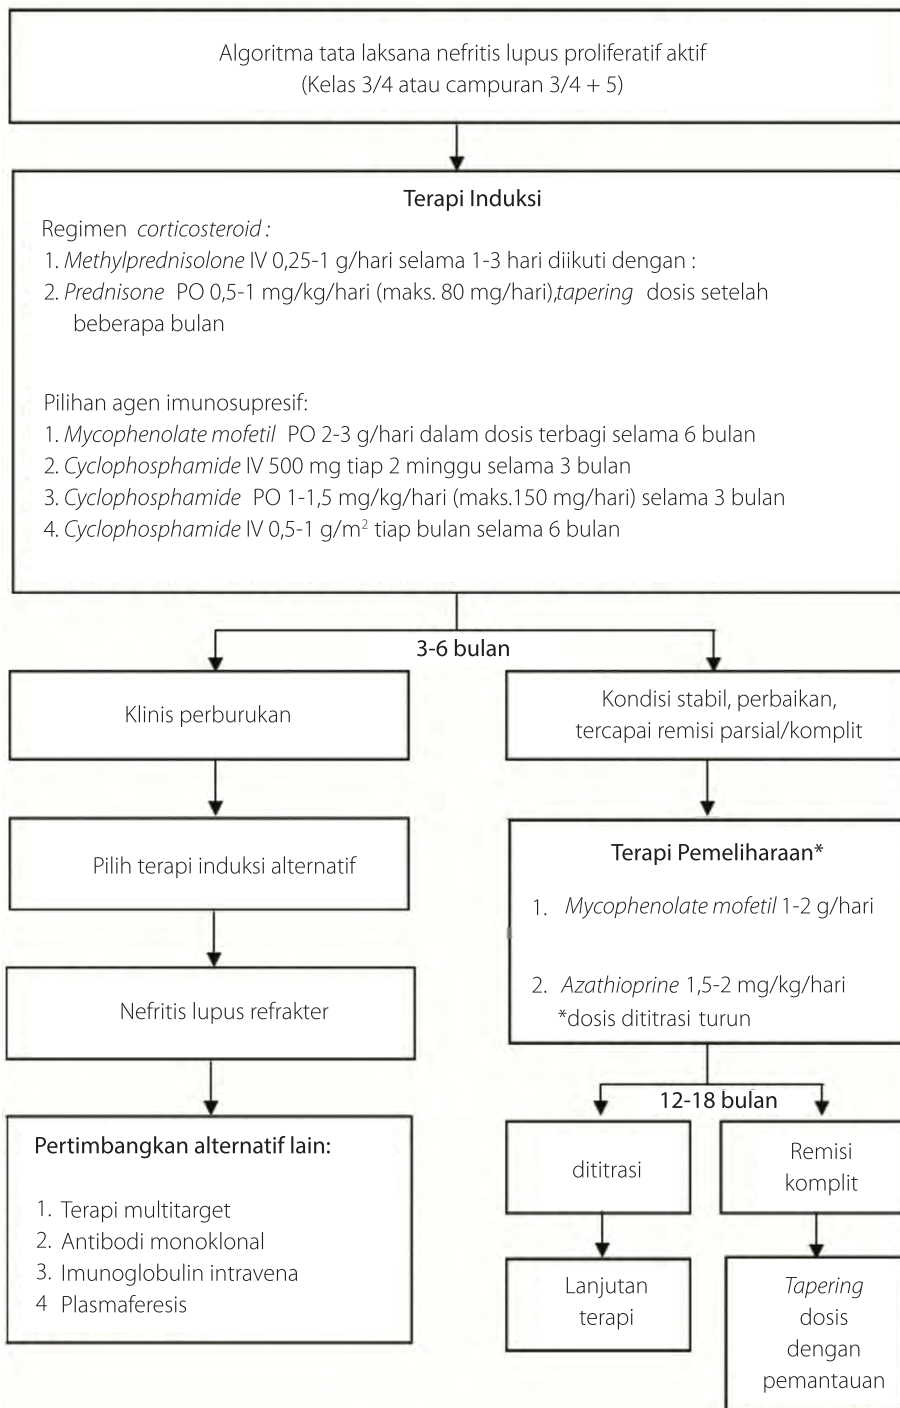 Algoritma tata laksana nefritis lupus proliferatif aktif
(Kelas 3/4 atau campuran 3/4 + 5)
Terapi Induksi
Regimen corticosteroid :
1. Methylprednisolone IV 0,25-1 g/hari selama 1-3 hari diikuti dengan :
2. Prednisone PO 0,5-1 mg/kg/hari (maks. 80 mg/hari),tapering dosis setelah
beberapa bulan
Pilihan agen imunosupresif:
1. Mycophenolate mofetil PO 2-3 g/hari dalam dosis terbagi selama 6 bulan
2. Cyclophosphamide IV 500 mg tiap 2 minggu selama 3 bulan
3. Cyclophosphamide PO 1-1,5 mg/kg/hari (maks.150 mg/hari) selama 3 bulan
4. Cyclophosphamide IV 0,5-1 g/m² tiap bulan selama 6 bulan
3-6 bulan
Klinis perburukan
Pilih terapi induksi alternatif
Nefritis lupus refrakter
Pertimbangkan alternatif lain:
1. Terapi multitarget
2. Antibodi monoklonal
3. Imunoglobulin intravena
4 Plasmaferesis
Kondisi stabil, perbaikan,
tercapai remisi parsial/komplit
Terapi Pemeliharaan*
1. Mycophenolate mofetil 1-2 g/hari
2. Azathioprine 1,5-2 mg/kg/hari
*dosis dititrasi turun
12-18 bulan
dititrasi
Lanjutan
terapi
Remisi
komplit
Tapering
dosis
dengan
pemantauan